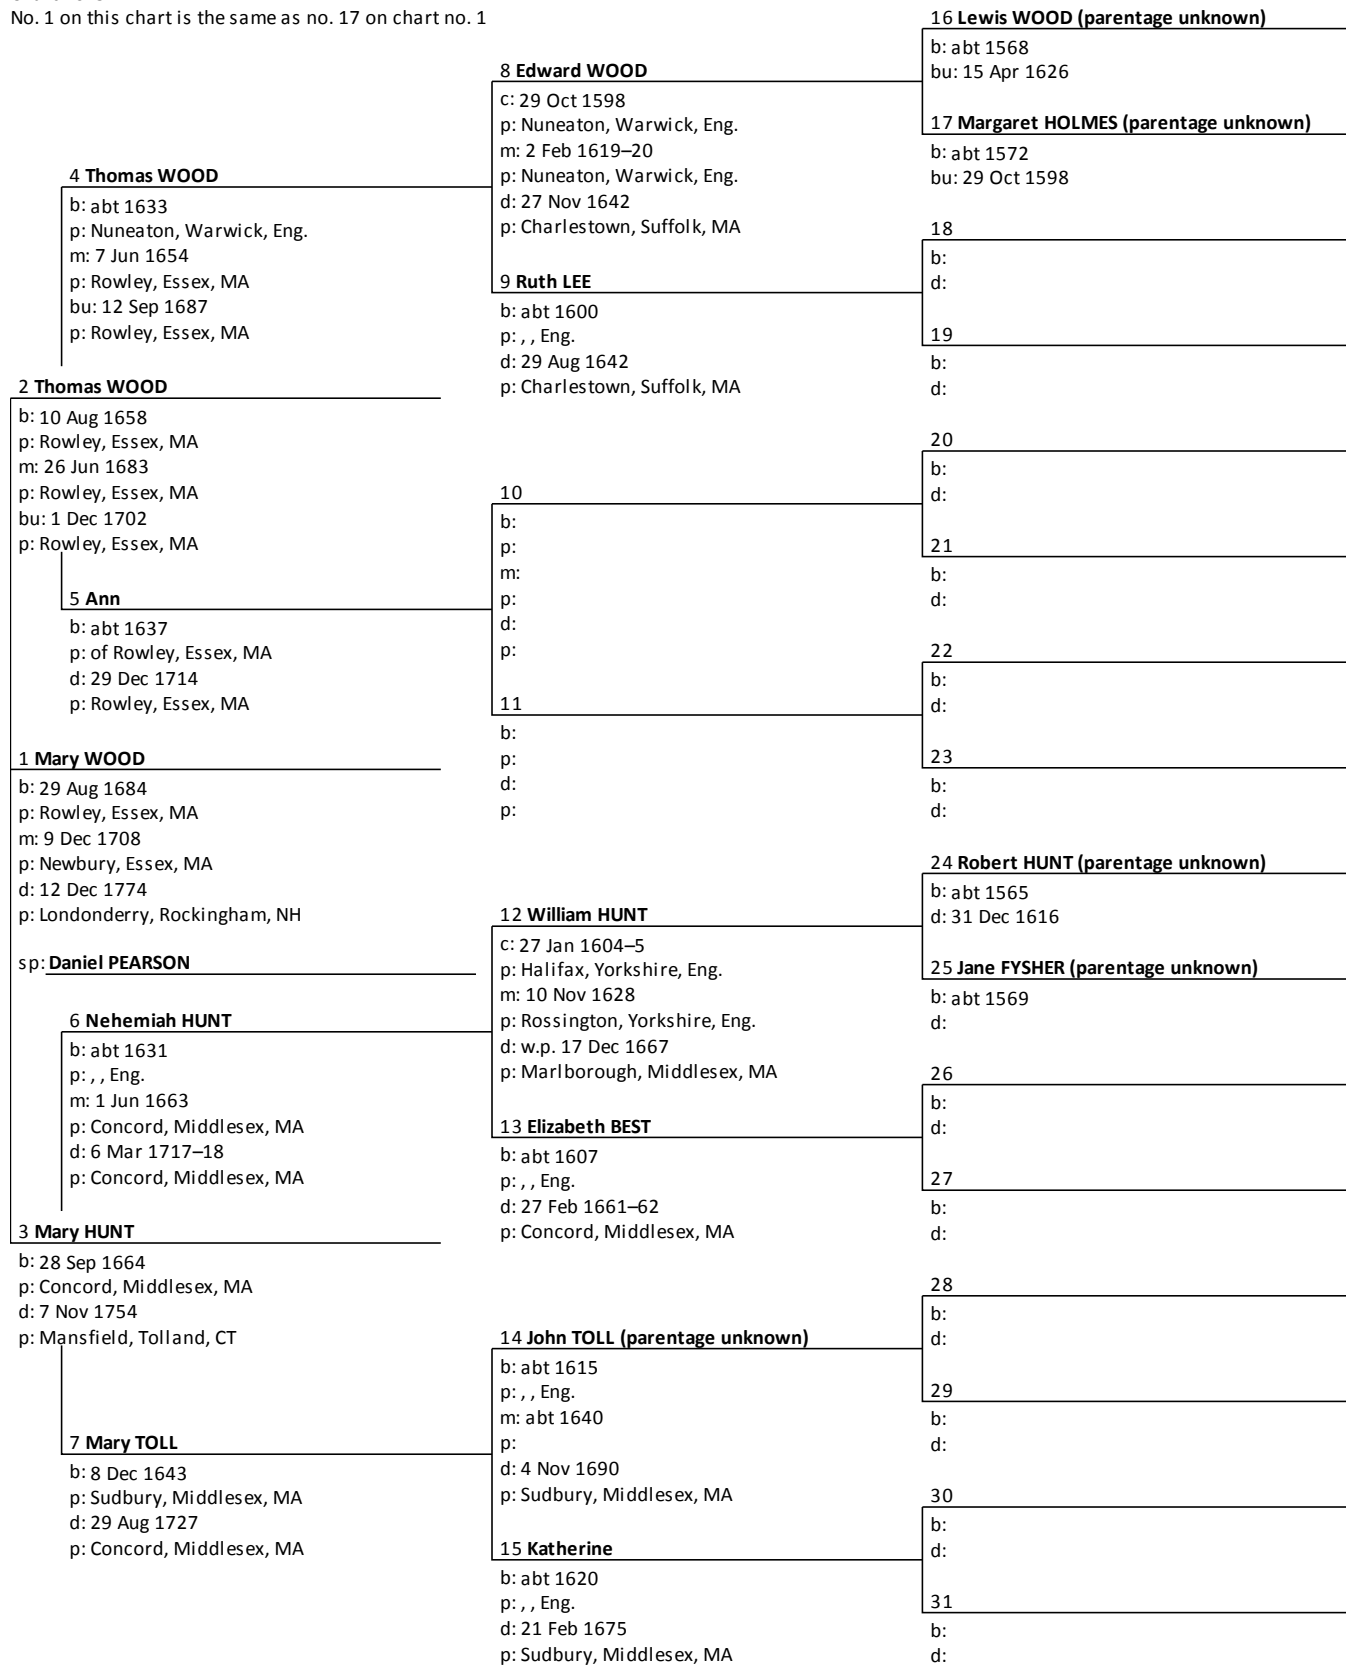 No. 1 on this chart is the same as no. 17 on chart no. 1
16 Lewis WOOD (parentage unknown)
b: abt 1568
bu: 15 Apr 1626
8 Edward WOOD
c: 29 Oct 1598
p: Nuneaton, Warwick, Eng.
m: 2 Feb 1619–20
p: Nuneaton, Warwick, Eng.
d: 27 Nov 1642
p: Charlestown, Suffolk, MA
17 Margaret HOLMES (parentage unknown)
b: abt 1572
bu: 29 Oct 1598
4 Thomas WOOD
b: abt 1633
p: Nuneaton, Warwick, Eng.
m: 7 Jun 1654
p: Rowley, Essex, MA
bu: 12 Sep 1687
p: Rowley, Essex, MA
18
b:
d:
9 Ruth LEE
b: abt 1600
p: , , Eng.
d: 29 Aug 1642
p: Charlestown, Suffolk, MA
19
b:
d:
2 Thomas WOOD
b: 10 Aug 1658
p: Rowley, Essex, MA
m: 26 Jun 1683
p: Rowley, Essex, MA
bu: 1 Dec 1702
p: Rowley, Essex, MA
20
b:
d:
10
b:
p:
m:
p:
d:
p:
21
b:
d:
5 Ann
b: abt 1637
p: of Rowley, Essex, MA
d: 29 Dec 1714
p: Rowley, Essex, MA
22
b:
d:
11
b:
p:
d:
p:
23
b:
d:
1 Mary WOOD
b: 29 Aug 1684
p: Rowley, Essex, MA
m: 9 Dec 1708
p: Newbury, Essex, MA
d: 12 Dec 1774
p: Londonderry, Rockingham, NH
sp: Daniel PEARSON
24 Robert HUNT (parentage unknown)
b: abt 1565
d: 31 Dec 1616
12 William HUNT
c: 27 Jan 1604–5
p: Halifax, Yorkshire, Eng.
m: 10 Nov 1628
p: Rossington, Yorkshire, Eng.
d: w.p. 17 Dec 1667
p: Marlborough, Middlesex, MA
25 Jane FYSHER (parentage unknown)
b: abt 1569
d:
6 Nehemiah HUNT
b: abt 1631
p: , , Eng.
m: 1 Jun 1663
p: Concord, Middlesex, MA
d: 6 Mar 1717–18
p: Concord, Middlesex, MA
26
b:
d:
13 Elizabeth BEST
b: abt 1607
p: , , Eng.
d: 27 Feb 1661–62
p: Concord, Middlesex, MA
27
b:
d:
3 Mary HUNT
b: 28 Sep 1664
p: Concord, Middlesex, MA
d: 7 Nov 1754
p: Mansfield, Tolland, CT
28
b:
d:
14 John TOLL (parentage unknown)
b: abt 1615
p: , , Eng.
m: abt 1640
p:
d: 4 Nov 1690
p: Sudbury, Middlesex, MA
29
b:
d:
7 Mary TOLL
b: 8 Dec 1643
p: Sudbury, Middlesex, MA
d: 29 Aug 1727
p: Concord, Middlesex, MA
30
b:
d:
15 Katherine
b: abt 1620
p: , , Eng.
d: 21 Feb 1675
p: Sudbury, Middlesex, MA
31
b:
d: